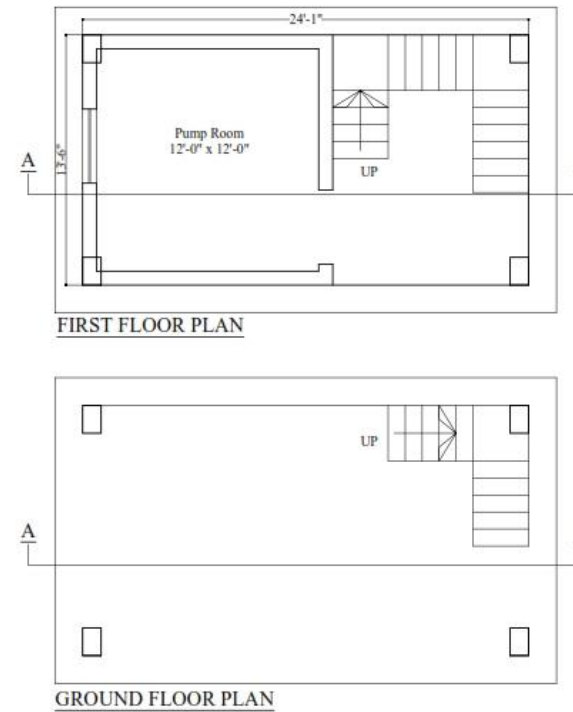 24'-1"
13'-6"
Pump Room
12'-0" x 12'-0"
A
UP
FIRST FLOOR PLAN
UP
A
GROUND FLOOR PLAN